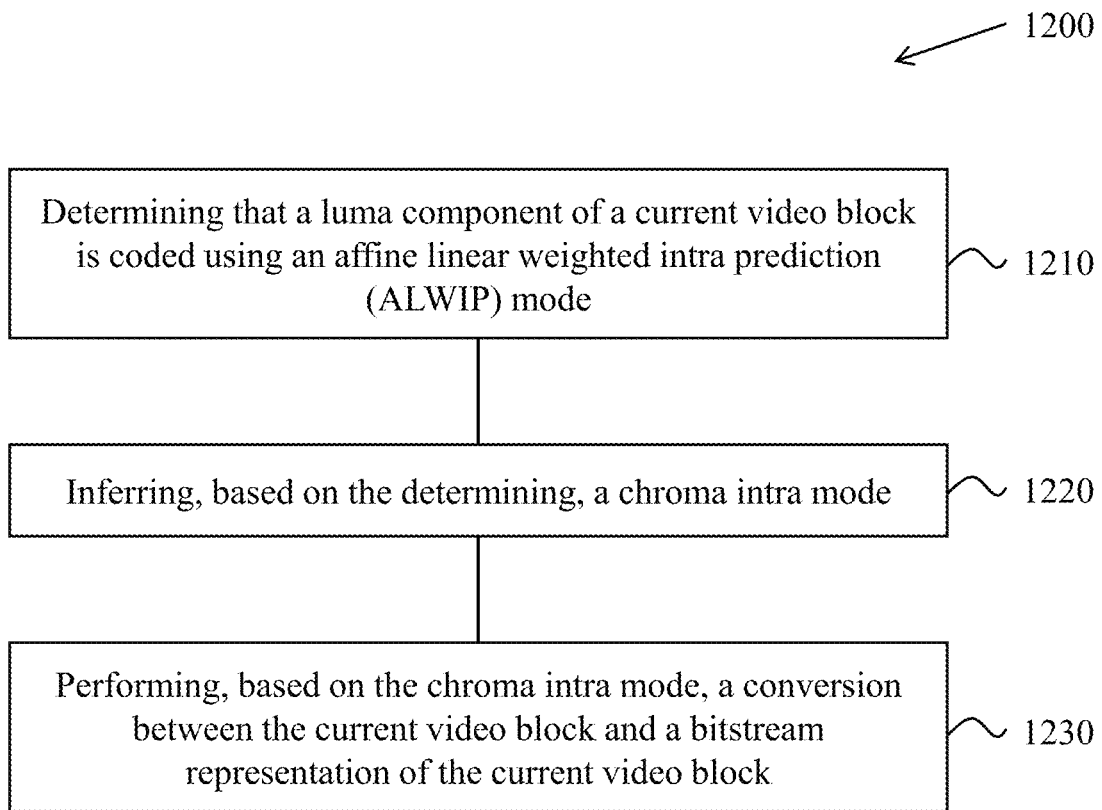 1200
Determining that a luma component of a current video block
is coded using an affine linear weighted intra prediction
(ALWIP) mode
1210
Inferring, based on the determining, a chroma intra mode
1220
Performing, based on the chroma intra mode, a conversion
between the current video block and a bitstream
representation of the current video block
1230